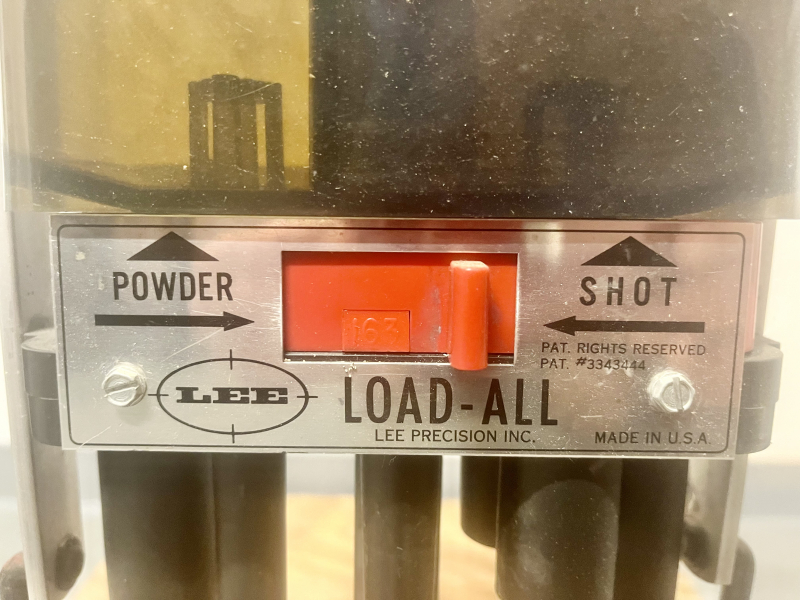 POWDER
SHOT
163
PAT. RIGHTS RESERVED
PAT. #3343444
LEE
LOAD-ALL
LEE PRECISION INC.
MADE IN U.S.A.